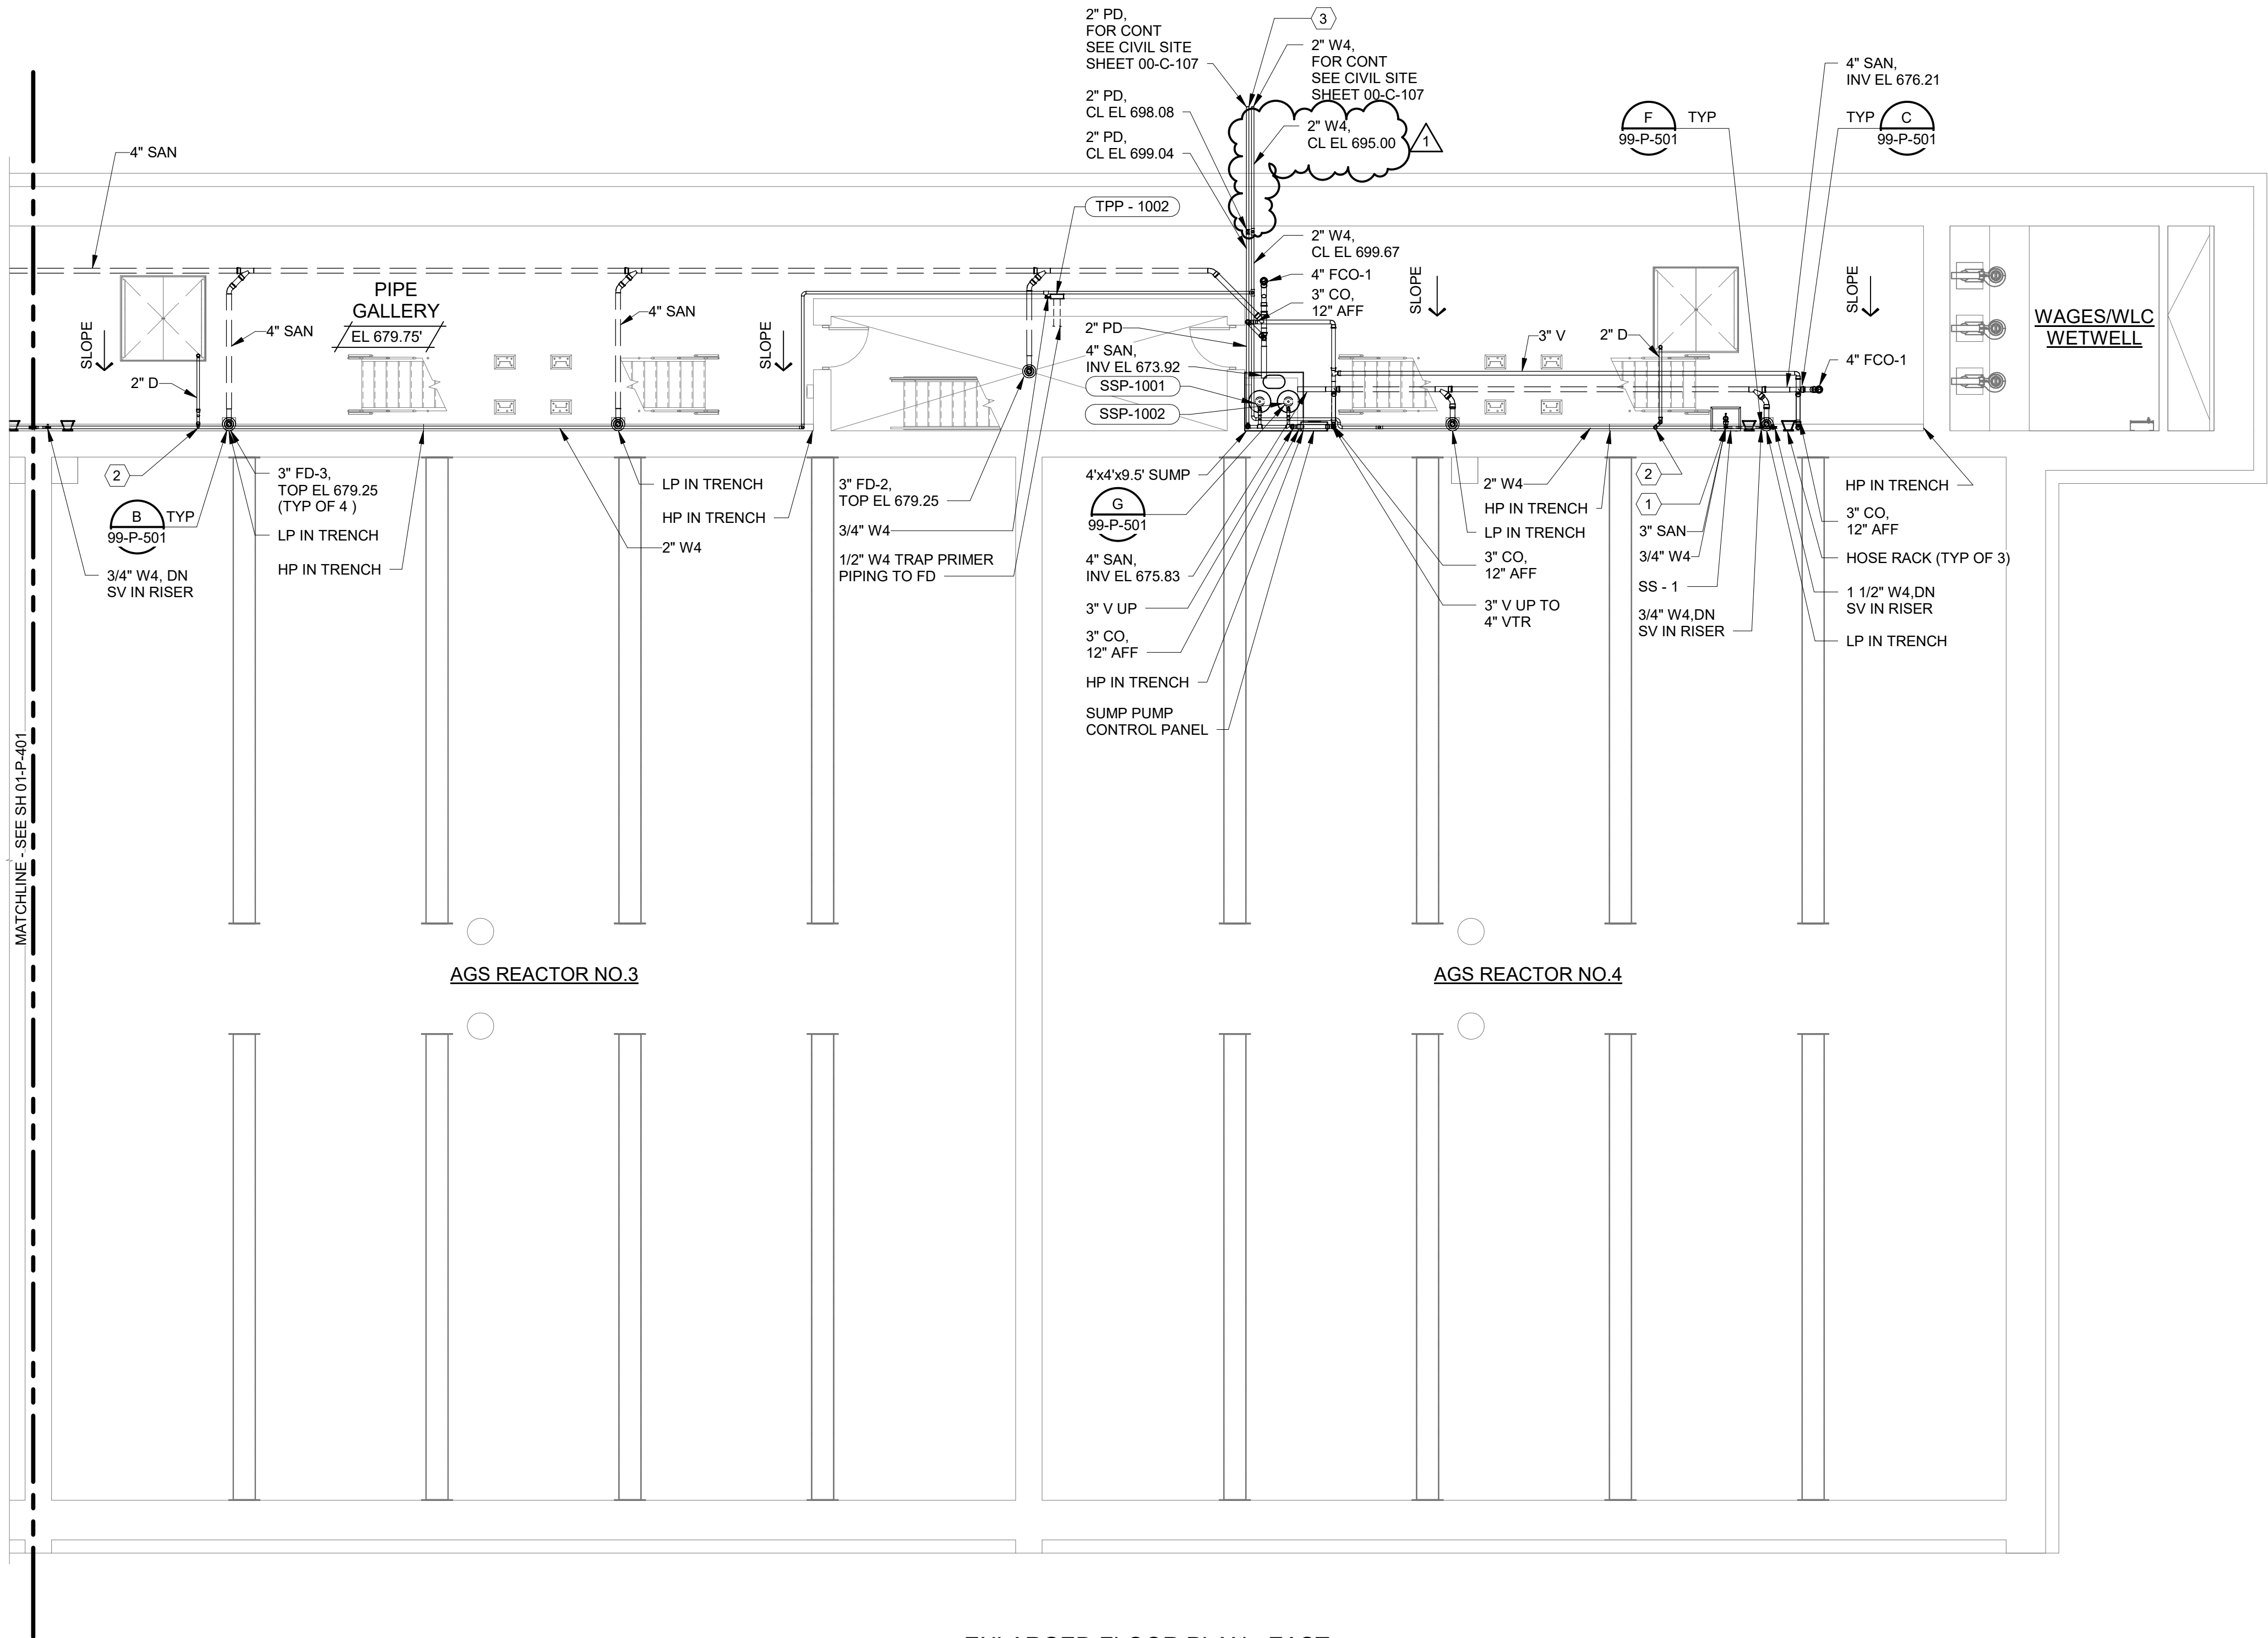 2" PD,
FOR CONT
SEE CIVIL SITE
SHEET 00-C-107
3
2" W4,
FOR CONT
SEE CIVIL SITE
SHEET 00-C-107
4" SAN,
INV EL 676.21
2" PD,
CL EL 698.08
2" PD,
CL EL 699.04
2" W4,
CL EL 695.00
1
F
99-P-501
TYP
TYP
C
99-P-501
4" SAN
TPP - 1002
2" W4,
CL EL 699.67
4" FCO-1
3" CO,
12" AFF
SLOPE
SLOPE
PIPE
GALLERY
EL 679.75'
SLOPE
4" SAN
4" SAN
SLOPE
2" D
2" PD
4" SAN,
INV EL 673.92
SSP-1001
SSP-1002
3" V
2" D
4" FCO-1
WAGES/WLC
WETWELL
2
B
99-P-501
TYP
3" FD-3,
TOP EL 679.25
(TYP OF 4 )
LP IN TRENCH
HP IN TRENCH
3/4" W4, DN
SV IN RISER
LP IN TRENCH
HP IN TRENCH
2" W4
3" FD-2,
TOP EL 679.25
3/4" W4
1/2" W4 TRAP PRIMER
PIPING TO FD
4'x4'x9.5' SUMP
G
99-P-501
4" SAN,
INV EL 675.83
3" V UP
3" CO,
12" AFF
HP IN TRENCH
SUMP PUMP
CONTROL PANEL
2" W4
HP IN TRENCH
LP IN TRENCH
3" CO,
12" AFF
3" V UP TO
4" VTR
2
1
3" SAN
3/4" W4
SS - 1
3/4" W4,DN
SV IN RISER
HP IN TRENCH
3" CO,
12" AFF
HOSE RACK (TYP OF 3)
1 1/2" W4,DN
SV IN RISER
LP IN TRENCH
MATCHLINE - SEE SH 01-P-401
AGS REACTOR NO.3
AGS REACTOR NO.4
ENLARGED FLOOR PLAN - EAST